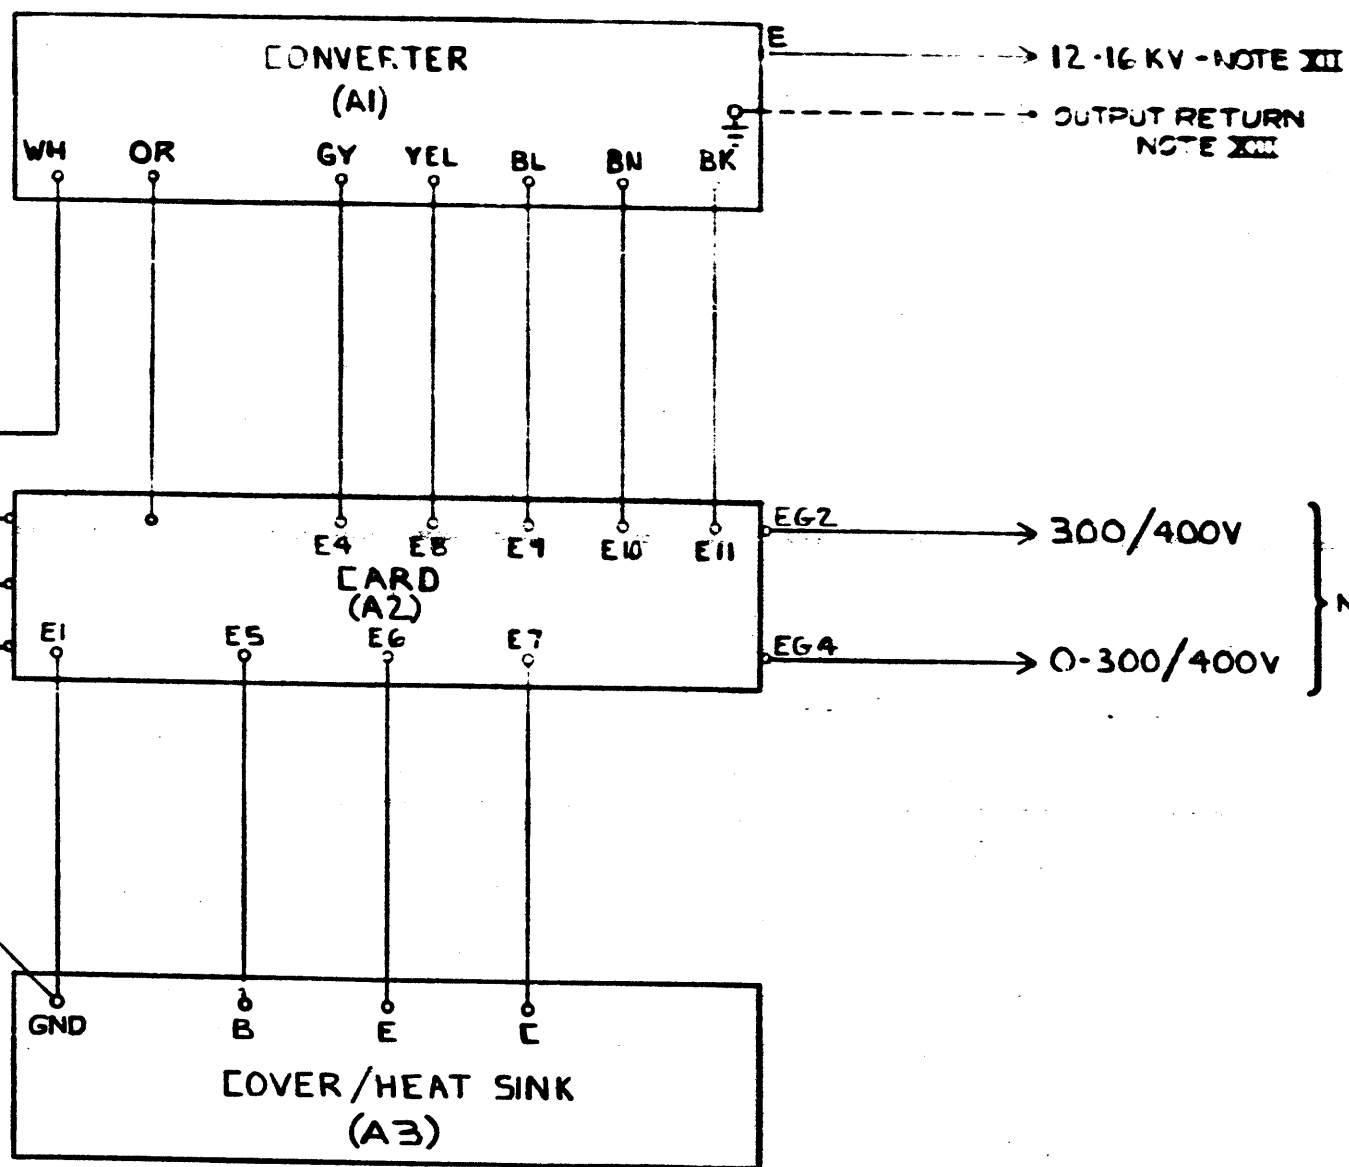 CONVERTER
(A1)
WH OR GY YEL BL BN BK
E
12-16 KV - NOTE XII
OUTPUT RETURN
NOTE XIII
E4 E8 E9 E10 E11
CARD
(A2)
E1 E5 E6 E7
EG2
300/400V
EG4
0-300/400V
N
GND B E C
COVER/HEAT SINK
(A3)